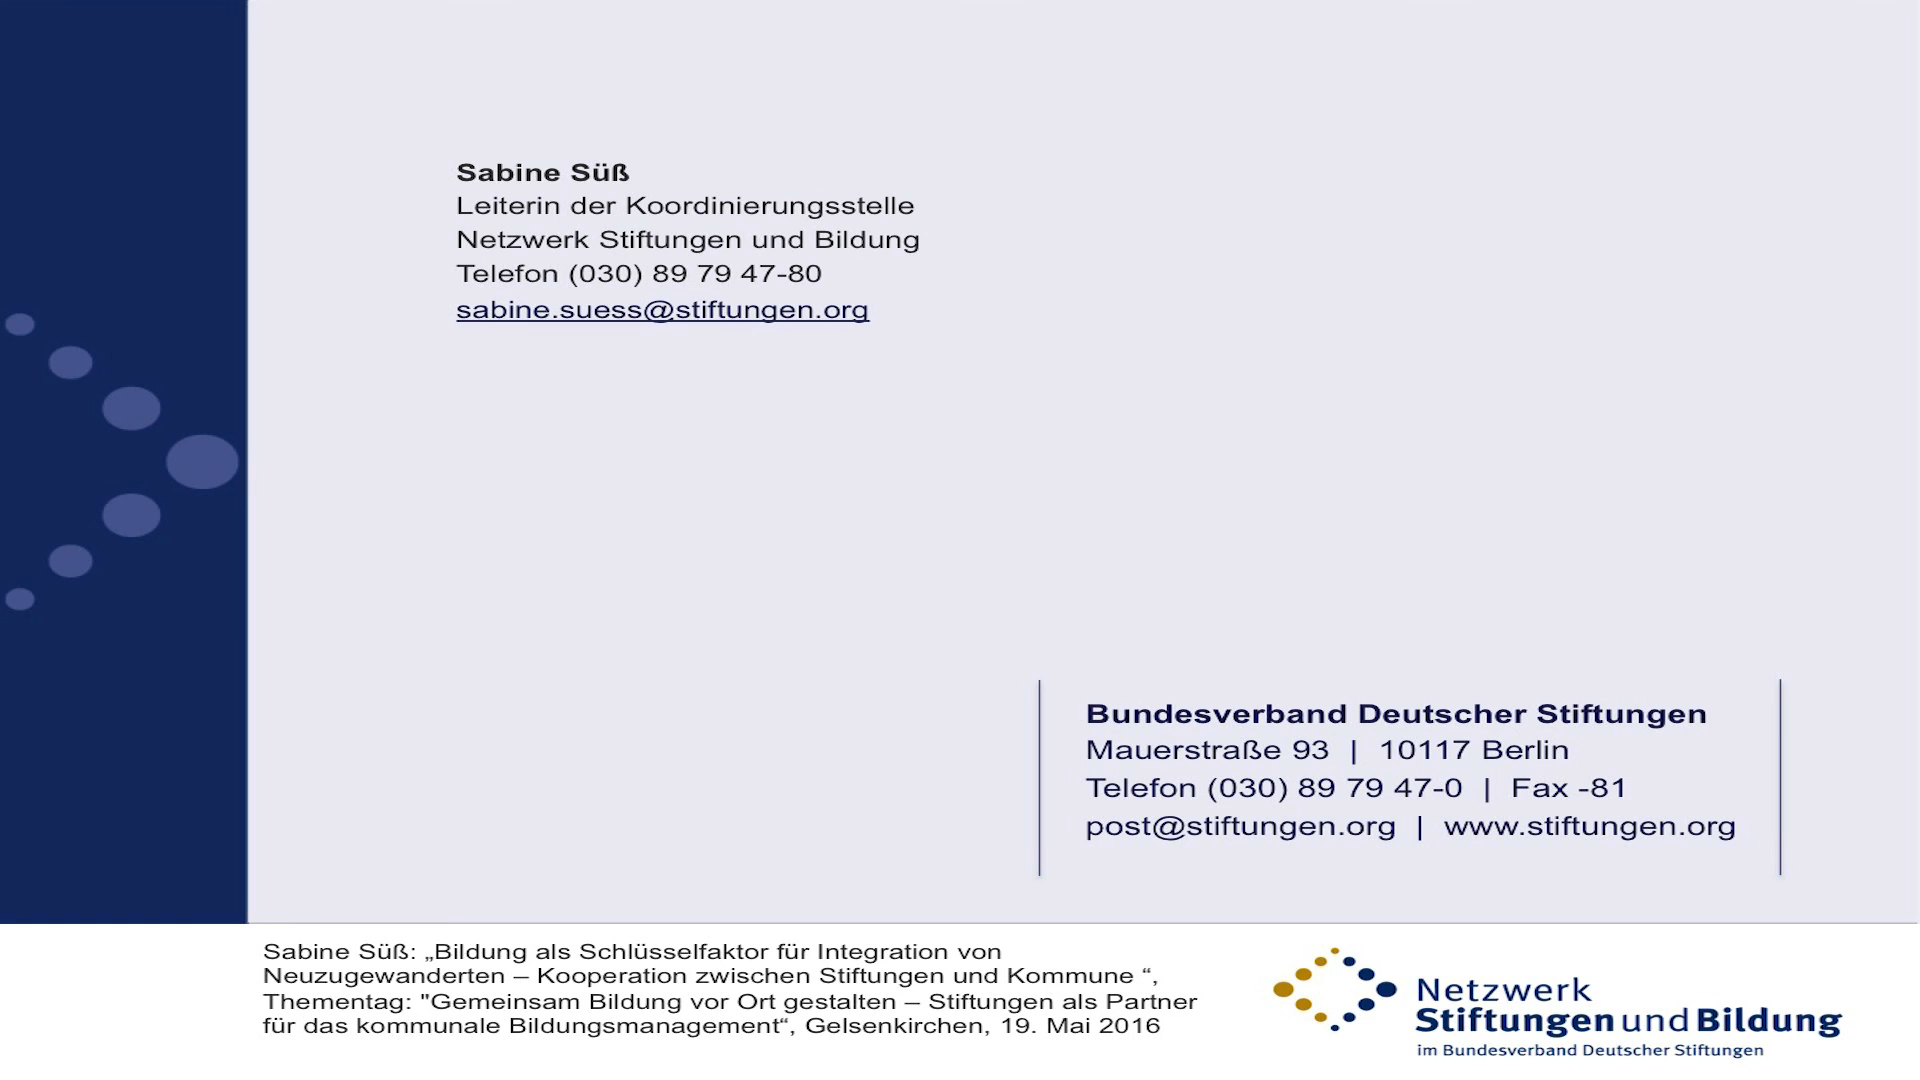 Sabine Süß
Leiterin der Koordinierungsstelle
Netzwerk Stiftungen und Bildung
Telefon (030) 89 79 47-80
sabine.suess@stiftungen.org
Bundesverband Deutscher Stiftungen
Mauerstraße 93 | 10117 Berlin
Telefon (030) 89 79 47-0 | Fax -81
post@stiftungen.org | www.stiftungen.org
Sabine Süß: „Bildung als Schlüsselfaktor für Integration von
Neuzugewanderten – Kooperation zwischen Stiftungen und Kommune “,
Thementag: "Gemeinsam Bildung vor Ort gestalten – Stiftungen als Partner
für das kommunale Bildungsmanagement“, Gelsenkirchen, 19. Mai 2016
Netzwerk
Stiftungen und Bildung
im Bundesverband Deutscher Stiftungen